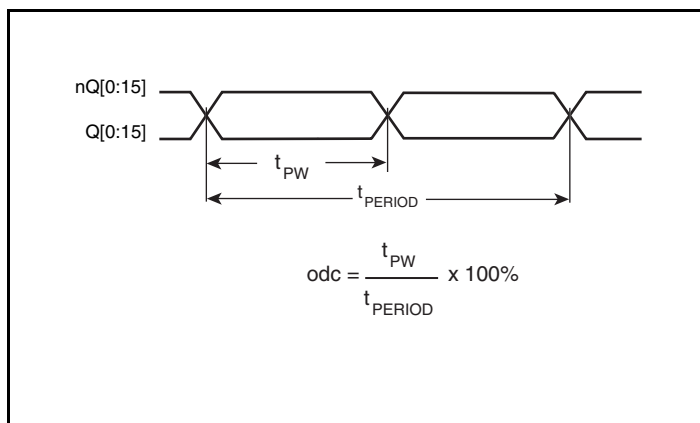 nQ[0:15]
Q[0:15]
tPW
tPERIOD
odc = tPW / tPERIOD x 100%